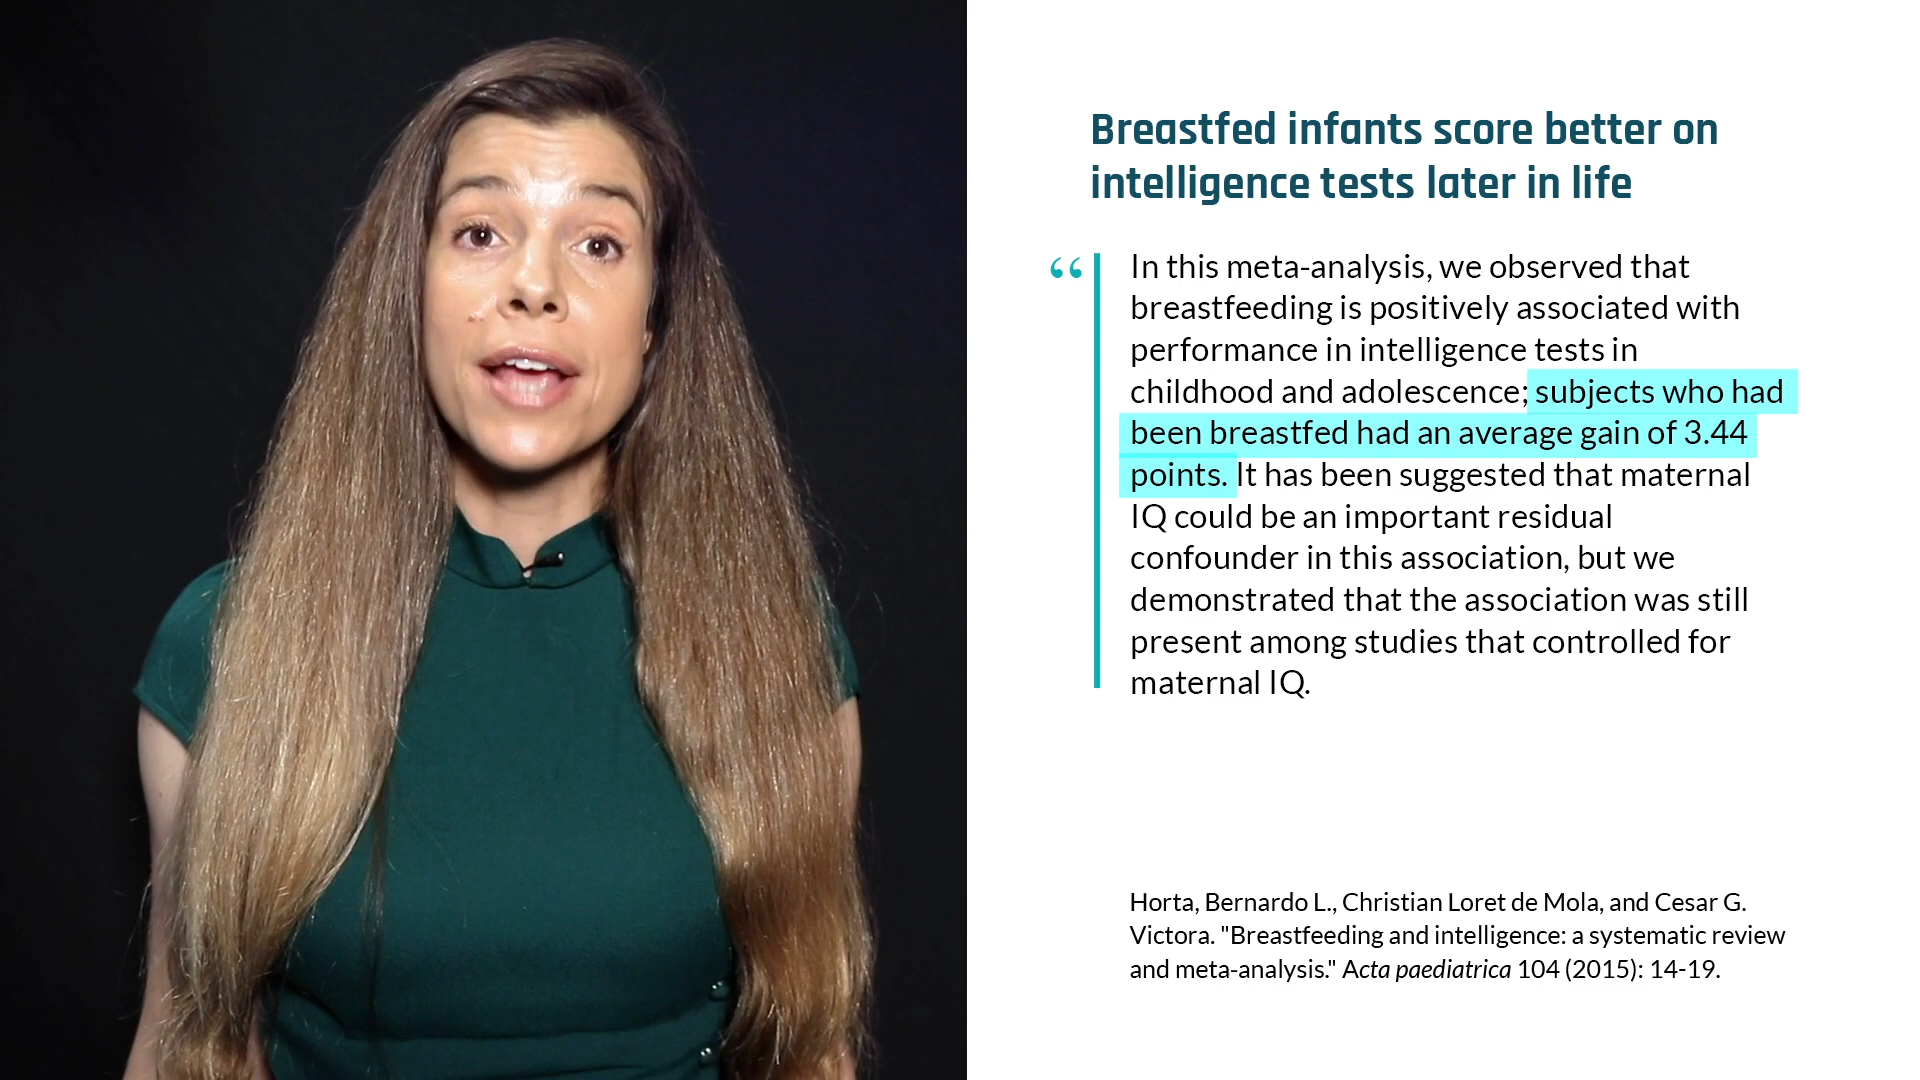 Breastfed infants score better on
intelligence tests later in life
“
In this meta-analysis, we observed that
breastfeeding is positively associated with
performance in intelligence tests in
childhood and adolescence; subjects who had
been breastfed had an average gain of 3.44
points. It has been suggested that maternal
IQ could be an important residual
confounder in this association, but we
demonstrated that the association was still
present among studies that controlled for
maternal IQ.
Horta, Bernardo L., Christian Loret de Mola, and Cesar G.
Victora. "Breastfeeding and intelligence: a systematic review
and meta-analysis." Acta paediatrica 104 (2015): 14-19.